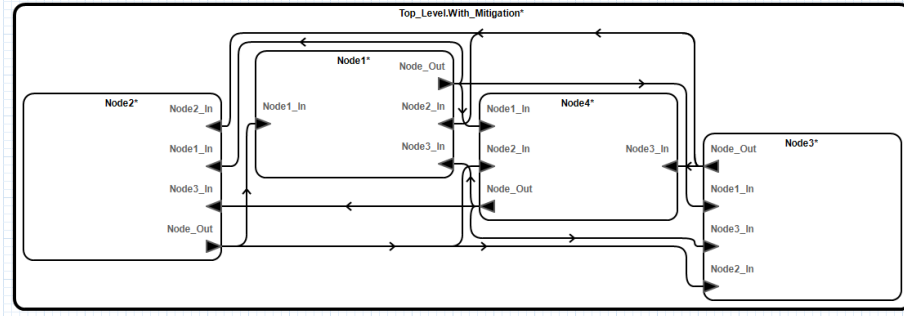 Top_Level.With_Mitigation*
Node1*
Node_Out
Node1_In
Node2_In
Node3_In
Node2*
Node2_In
Node1_In
Node3_In
Node_Out
Node4*
Node1_In
Node2_In
Node3_In
Node_Out
Node3*
Node_Out
Node1_In
Node3_In
Node2_In